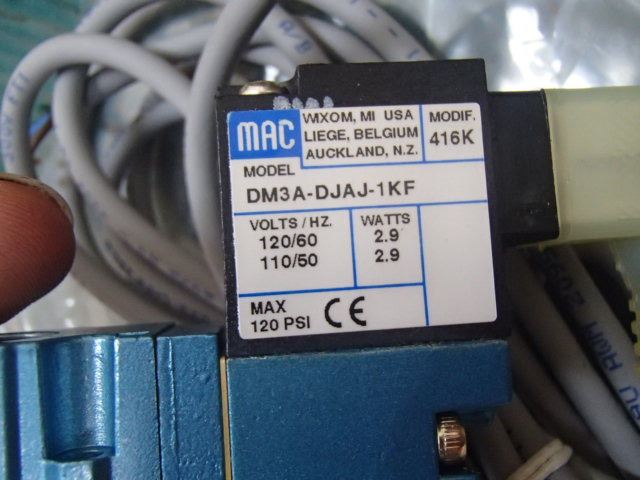 MAC
WIXOM, MI USA
LIEGE, BELGIUM
AUCKLAND, N.Z.
MODIF.
416K
MODEL
DM3A-DJAJ-1KF
VOLTS / HZ.
120/60
110/50
WATTS
2.9
2.9
MAX
120 PSI
CE
AWM